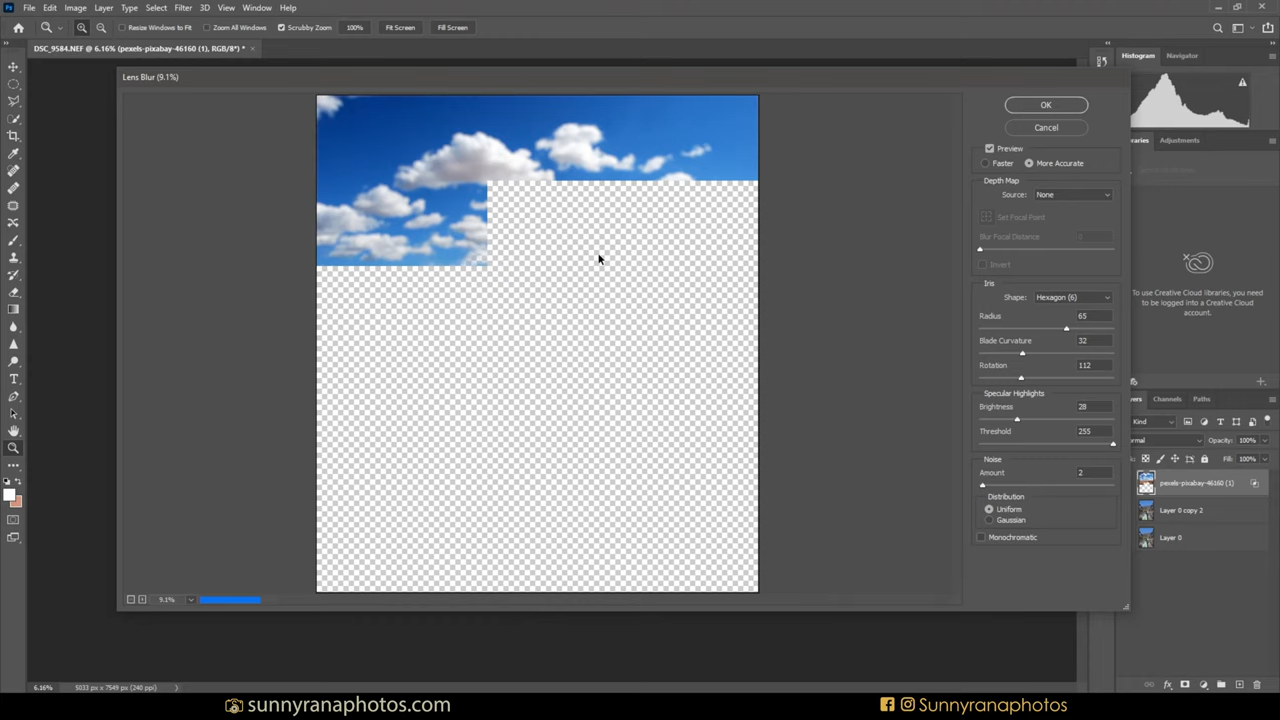 File Edit Image Layer Type Select Filter 3D View Window Help
Resize Windows to Fit Zoom All Windows Scrubby Zoom 100% Fit Screen Fill Screen
DSC_9584.NEF @ 6.16% (pexels-pixabay-46160 (1), RGB/8*) *
Histogram Navigator
Lens Blur (9.1%)
OK
Cancel
Preview
Faster More Accurate
Depth Map
Source: None
Set Focal Point
Blur Focal Distance 0
Invert
Iris
Shape: Hexagon (6)
Radius 65
Blade Curvature 32
Rotation 112
Specular Highlights
Brightness 28
Threshold 255
Noise
Amount 2
Distribution
Uniform
Gaussian
Monochromatic
9.1%
raries Adjustments
To use Creative Cloud libraries, you need
to be logged into a Creative Cloud
account.
yers Channels Paths
Kind
rmal Opacity: 100%
Fill: 100%
pexels-pixabay-46160 (1)
Layer 0 copy 2
Layer 0
6.16% 5033 px x 7549 px (240 ppi)
sunnyranaphotos.com
Sunnyranaphotos